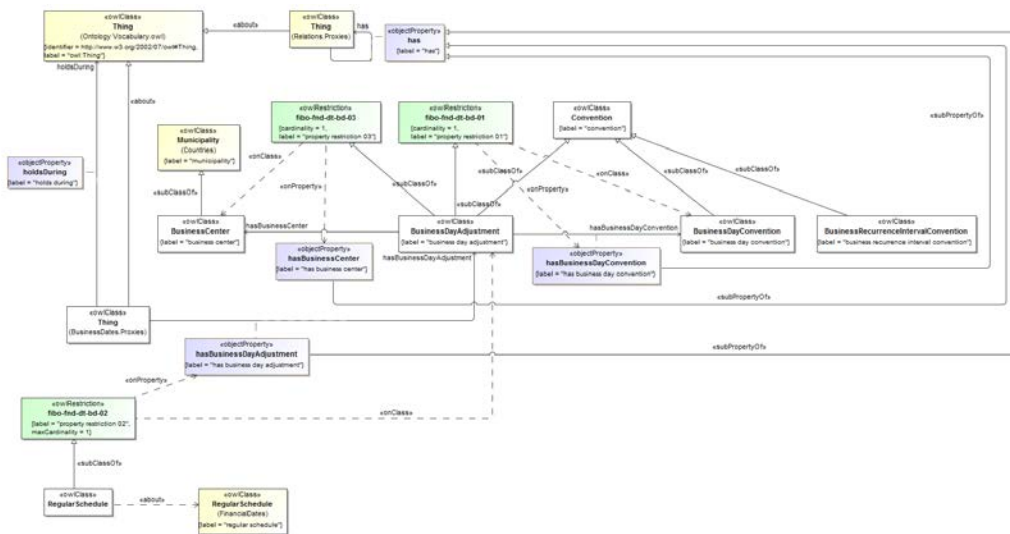 «owlClass»
Thing
(Ontology Vocabulary.owl)
[identifier = http://www.w3.org/2002/07/owl#Thing,
label = "owl:Thing"]
«about»
«owlClass»
Thing
(Relations.Proxies)
has
«objectProperty»
has
[label = "has"]
holdsDuring
«about»
«subPropertyOf»
«owlRestriction»
fibo-fnd-dt-bd-03
[cardinality = 1,
label = "property restriction 03"]
«owlRestriction»
fibo-fnd-dt-bd-01
[cardinality = 1,
label = "property restriction 01"]
«owlClass»
Convention
[label = "convention"]
«owlClass»
Municipality
(Countries)
[label = "municipality"]
«objectProperty»
holdsDuring
[label = "holds during"]
«onClass»
«onProperty»
«subClassOf»
«subClassOf»
«onProperty»
«onClass»
«subClassOf»
«subClassOf»
«subClassOf»
«subClassOf»
«owlClass»
BusinessCenter
[label = "business center"]
hasBusinessCenter
«owlClass»
BusinessDayAdjustment
[label = "business day adjustment"]
hasBusinessDayConvention
«owlClass»
BusinessDayConvention
[label = "business day convention"]
«owlClass»
BusinessRecurrenceIntervalConvention
[label = "business recurrence interval convention"]
«objectProperty»
hasBusinessCenter
[label = "has business center"]
hasBusinessDayAdjustment
«objectProperty»
hasBusinessDayConvention
[label = "has business day convention"]
«subPropertyOf»
«owlClass»
Thing
(BusinessDates.Proxies)
«objectProperty»
hasBusinessDayAdjustment
[label = "has business day adjustment"]
«subPropertyOf»
«onProperty»
«owlRestriction»
fibo-fnd-dt-bd-02
[label = "property restriction 02",
maxCardinality = 1]
«onClass»
«subClassOf»
«owlClass»
RegularSchedule
«about»
«owlClass»
RegularSchedule
(FinancialDates)
[label = "regular schedule"]